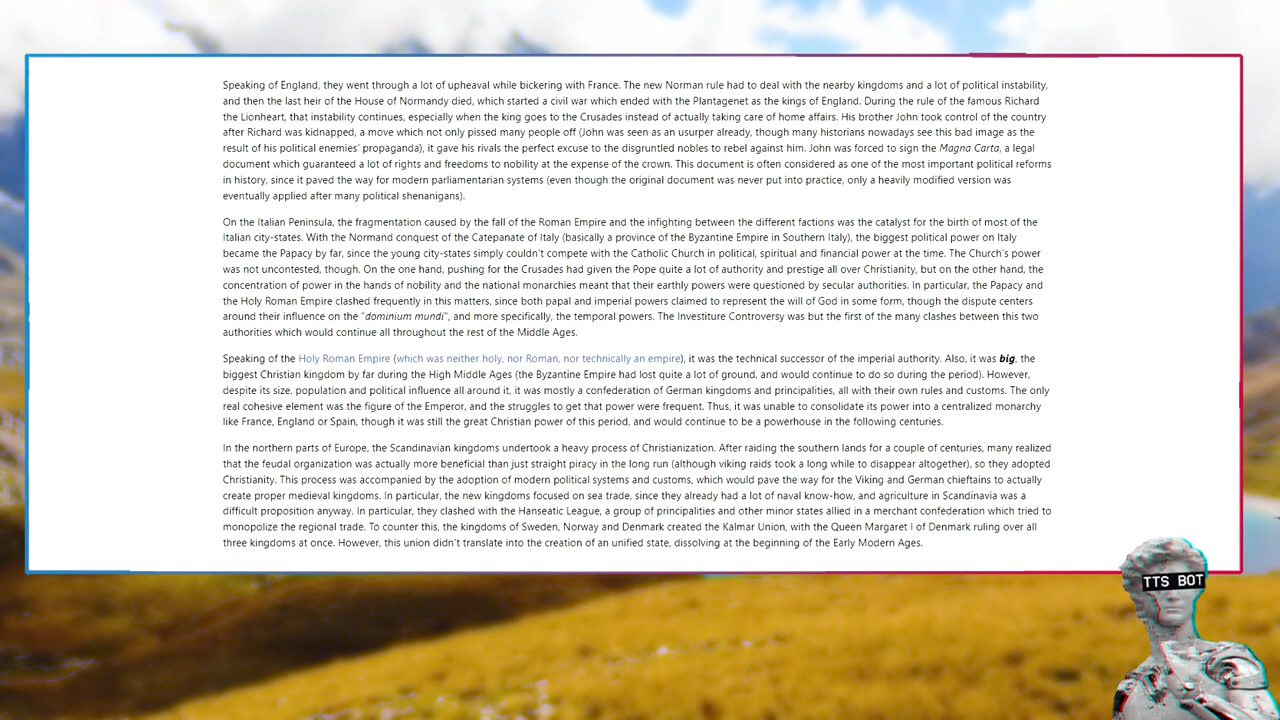 Speaking of England, they went through a lot of upheaval while bickering with France. The new Norman rule had to deal with the nearby kingdoms and a lot of political instability,
and then the last heir of the House of Normandy died, which started a civil war which ended with the Plantagenet as the kings of England. During the rule of the famous Richard
the Lionheart, that instability continues, especially when the king goes to the Crusades instead of actually taking care of home affairs. His brother John took control of the country
after Richard was kidnapped, a move which not only pissed many people off (John was seen as an usurper already, though many historians nowadays see this bad image as the
result of his political enemies' propaganda), it gave his rivals the perfect excuse to the disgruntled nobles to rebel against him. John was forced to sign the Magna Carta, a legal
document which guaranteed a lot of rights and freedoms to nobility at the expense of the crown. This document is often considered as one of the most important political reforms
in history, since it paved the way for modern parliamentarian systems (even though the original document was never put into practice, only a heavily modified version was
eventually applied after many political shenanigans).
On the Italian Peninsula, the fragmentation caused by the fall of the Roman Empire and the infighting between the different factions was the catalyst for the birth of most of the
Italian city-states. With the Normand conquest of the Catepanate of Italy (basically a province of the Byzantine Empire in Southern Italy), the biggest political power on Italy
became the Papacy by far, since the young city-states simply couldn't compete with the Catholic Church in political, spiritual and financial power at the time. The Church's power
was not uncontested, though. On the one hand, pushing for the Crusades had given the Pope quite a lot of authority and prestige all over Christianity, but on the other hand, the
concentration of power in the hands of nobility and the national monarchies meant that their earthly powers were questioned by secular authorities. In particular, the Papacy and
the Holy Roman Empire clashed frequently in this matters, since both papal and imperial powers claimed to represent the will of God in some form, though the dispute centers
around their influence on the "dominium mundi", and more specifically, the temporal powers. The Investiture Controversy was but the first of the many clashes between this two
authorities which would continue all throughout the rest of the Middle Ages.
Speaking of the Holy Roman Empire (which was neither holy, nor Roman, nor technically an empire), it was the technical successor of the imperial authority. Also, it was big, the
biggest Christian kingdom by far during the High Middle Ages (the Byzantine Empire had lost quite a lot of ground, and would continue to do so during the period). However,
despite its size, population and political influence all around it, it was mostly a confederation of German kingdoms and principalities, all with their own rules and customs. The only
real cohesive element was the figure of the Emperor, and the struggles to get that power were frequent. Thus, it was unable to consolidate its power into a centralized monarchy
like France, England or Spain, though it was still the great Christian power of this period, and would continue to be a powerhouse in the following centuries.
In the northern parts of Europe, the Scandinavian kingdoms undertook a heavy process of Christianization. After raiding the southern lands for a couple of centuries, many realized
that the feudal organization was actually more beneficial than just straight piracy in the long run (although viking raids took a long while to disappear altogether), so they adopted
Christianity. This process was accompanied by the adoption of modern political systems and customs, which would pave the way for the Viking and German chieftains to actually
create proper medieval kingdoms. In particular, the new kingdoms focused on sea trade, since they already had a lot of naval know-how, and agriculture in Scandinavia was a
difficult proposition anyway. In particular, they clashed with the Hanseatic League, a group of principalities and other minor states allied in a merchant confederation which tried to
monopolize the regional trade. To counter this, the kingdoms of Sweden, Norway and Denmark created the Kalmar Union, with the Queen Margaret I of Denmark ruling over all
three kingdoms at once. However, this union didn't translate into the creation of an unified state, dissolving at the beginning of the Early Modern Ages.
TTS BOT